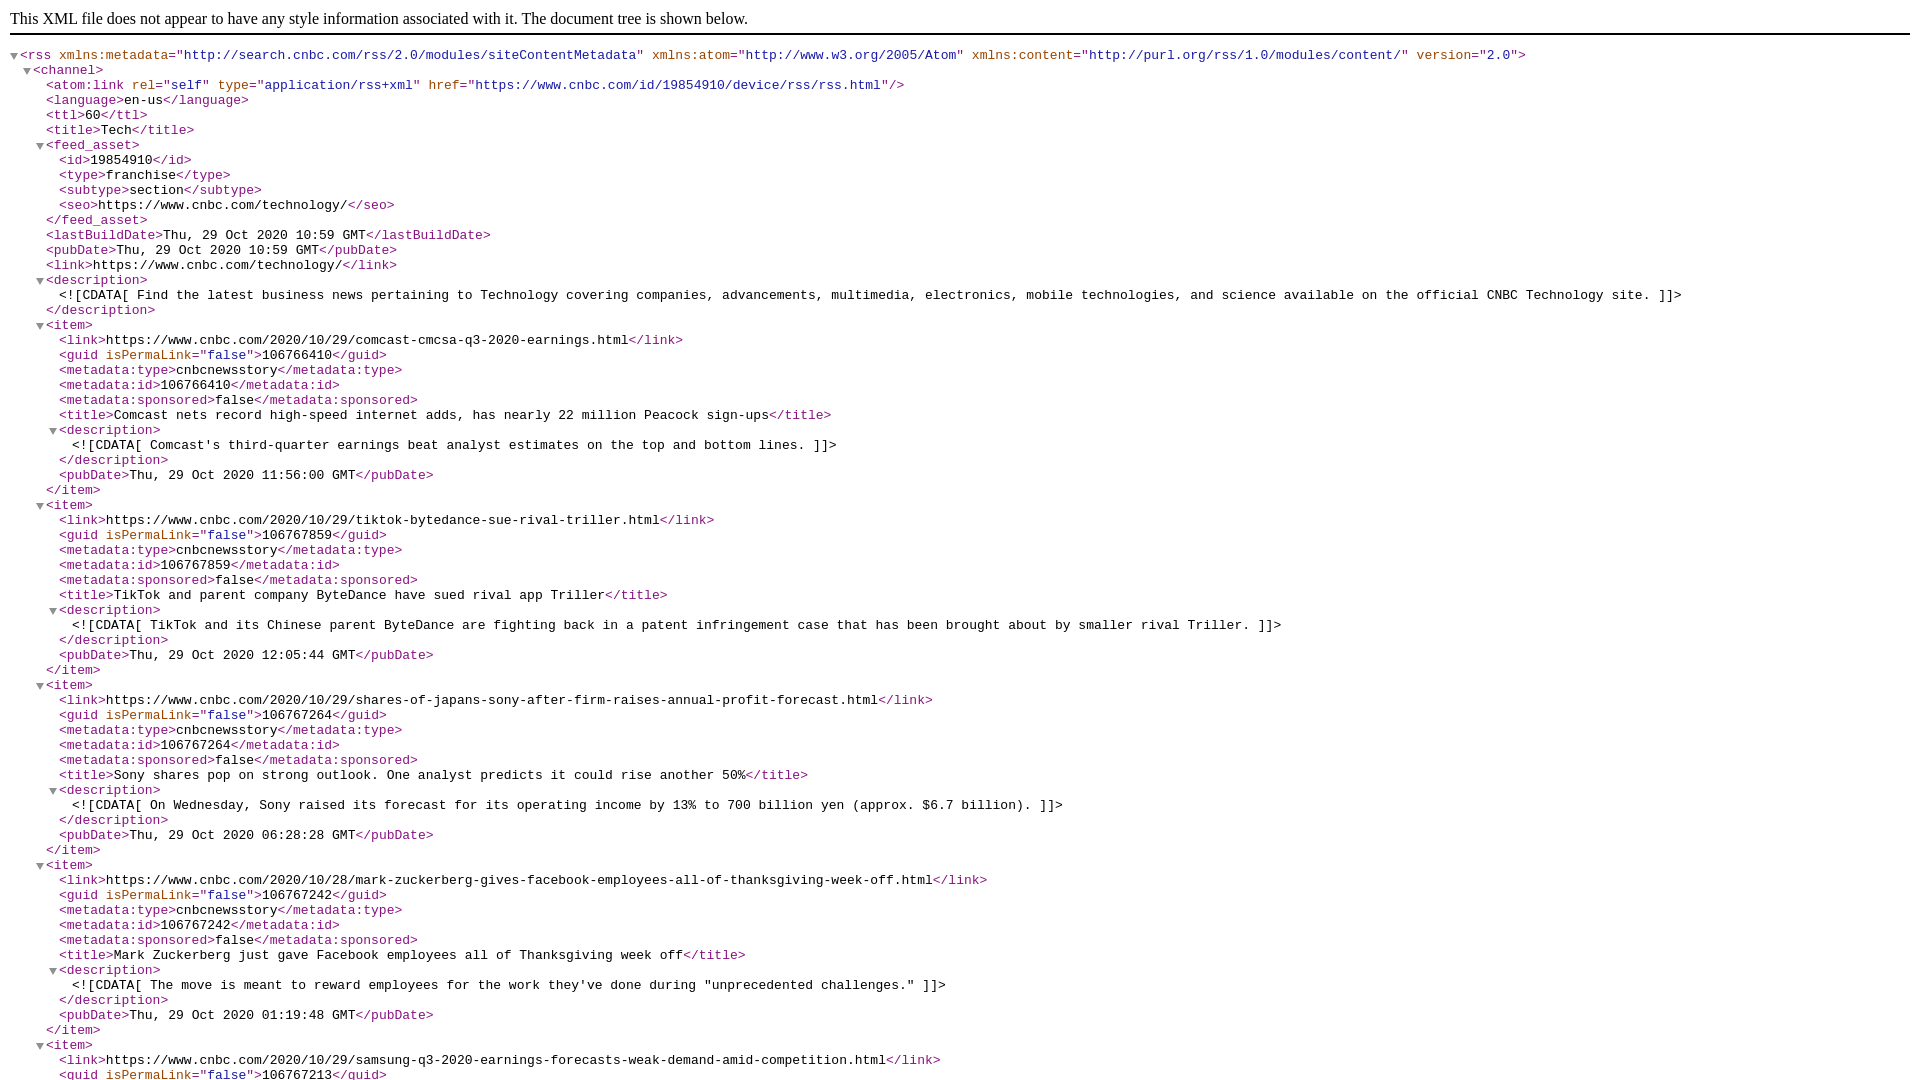 This XML file does not appear to have any style information associated with it. The document tree is shown below.
<rss xmlns:metadata="http://search.cnbc.com/rss/2.0/modules/siteContentMetadata" xmlns:atom="http://www.w3.org/2005/Atom" xmlns:content="http://purl.org/rss/1.0/modules/content/" version="2.0">
<channel>
<atom:link rel="self" type="application/rss+xml" href="https://www.cnbc.com/id/19854910/device/rss/rss.html"/>
<language>en-us</language>
<ttl>60</ttl>
<title>Tech</title>
<feed_asset>
<id>19854910</id>
<type>franchise</type>
<subtype>section</subtype>
<seo>https://www.cnbc.com/technology/</seo>
</feed_asset>
<lastBuildDate>Thu, 29 Oct 2020 10:59 GMT</lastBuildDate>
<pubDate>Thu, 29 Oct 2020 10:59 GMT</pubDate>
<link>https://www.cnbc.com/technology/</link>
<description>
<![CDATA[ Find the latest business news pertaining to Technology covering companies, advancements, multimedia, electronics, mobile technologies, and science available on the official CNBC Technology site. ]]>
</description>
<item>
<link>https://www.cnbc.com/2020/10/29/comcast-cmcsa-q3-2020-earnings.html</link>
<guid isPermaLink="false">106766410</guid>
<metadata:type>cnbcnewsstory</metadata:type>
<metadata:id>106766410</metadata:id>
<metadata:sponsored>false</metadata:sponsored>
<title>Comcast nets record high-speed internet adds, has nearly 22 million Peacock sign-ups</title>
<description>
<![CDATA[ Comcast's third-quarter earnings beat analyst estimates on the top and bottom lines. ]]>
</description>
<pubDate>Thu, 29 Oct 2020 11:56:00 GMT</pubDate>
</item>
<item>
<link>https://www.cnbc.com/2020/10/29/tiktok-bytedance-sue-rival-triller.html</link>
<guid isPermaLink="false">106767859</guid>
<metadata:type>cnbcnewsstory</metadata:type>
<metadata:id>106767859</metadata:id>
<metadata:sponsored>false</metadata:sponsored>
<title>TikTok and parent company ByteDance have sued rival app Triller</title>
<description>
<![CDATA[ TikTok and its Chinese parent ByteDance are fighting back in a patent infringement case that has been brought about by smaller rival Triller. ]]>
</description>
<pubDate>Thu, 29 Oct 2020 12:05:44 GMT</pubDate>
</item>
<item>
<link>https://www.cnbc.com/2020/10/29/shares-of-japans-sony-after-firm-raises-annual-profit-forecast.html</link>
<guid isPermaLink="false">106767264</guid>
<metadata:type>cnbcnewsstory</metadata:type>
<metadata:id>106767264</metadata:id>
<metadata:sponsored>false</metadata:sponsored>
<title>Sony shares pop on strong outlook. One analyst predicts it could rise another 50%</title>
<description>
<![CDATA[ On Wednesday, Sony raised its forecast for its operating income by 13% to 700 billion yen (approx. $6.7 billion). ]]>
</description>
<pubDate>Thu, 29 Oct 2020 06:28:28 GMT</pubDate>
</item>
<item>
<link>https://www.cnbc.com/2020/10/28/mark-zuckerberg-gives-facebook-employees-all-of-thanksgiving-week-off.html</link>
<guid isPermaLink="false">106767242</guid>
<metadata:type>cnbcnewsstory</metadata:type>
<metadata:id>106767242</metadata:id>
<metadata:sponsored>false</metadata:sponsored>
<title>Mark Zuckerberg just gave Facebook employees all of Thanksgiving week off</title>
<description>
<![CDATA[ The move is meant to reward employees for the work they've done during "unprecedented challenges." ]]>
</description>
<pubDate>Thu, 29 Oct 2020 01:19:48 GMT</pubDate>
</item>
<item>
<link>https://www.cnbc.com/2020/10/29/samsung-q3-2020-earnings-forecasts-weak-demand-amid-competition.html</link>
<guid isPermaLink="false">106767213</guid>